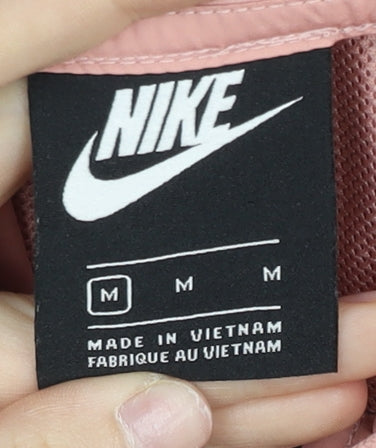 NIKE
M M M
MADE IN VIETNAM
FABRIQUE AU VIETNAM